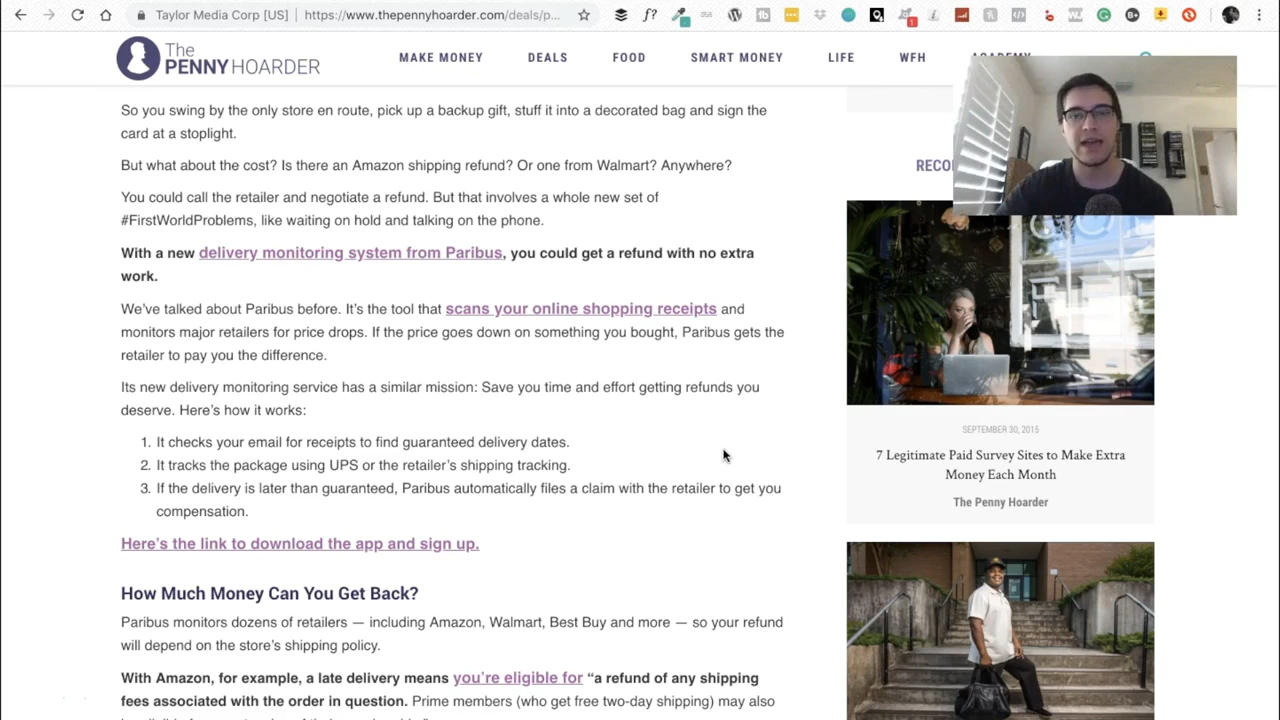 Taylor Media Corp [US] | https://www.thepennyhoarder.com/deals/p...
The
PENNY HOARDER
MAKE MONEY DEALS FOOD SMART MONEY LIFE WFH ACADEMY
So you swing by the only store en route, pick up a backup gift, stuff it into a decorated bag and sign the
card at a stoplight.
But what about the cost? Is there an Amazon shipping refund? Or one from Walmart? Anywhere?
You could call the retailer and negotiate a refund. But that involves a whole new set of
#FirstWorldProblems, like waiting on hold and talking on the phone.
With a new delivery monitoring system from Paribus, you could get a refund with no extra
work.
We’ve talked about Paribus before. It’s the tool that scans your online shopping receipts and
monitors major retailers for price drops. If the price goes down on something you bought, Paribus gets the
retailer to pay you the difference.
Its new delivery monitoring service has a similar mission: Save you time and effort getting refunds you
deserve. Here’s how it works:
1. It checks your email for receipts to find guaranteed delivery dates.
2. It tracks the package using UPS or the retailer’s shipping tracking.
3. If the delivery is later than guaranteed, Paribus automatically files a claim with the retailer to get you
compensation.
Here’s the link to download the app and sign up.
How Much Money Can You Get Back?
Paribus monitors dozens of retailers — including Amazon, Walmart, Best Buy and more — so your refund
will depend on the store’s shipping policy.
With Amazon, for example, a late delivery means you’re eligible for “a refund of any shipping
fees associated with the order in question. Prime members (who get free two-day shipping) may also
SEPTEMBER 30, 2015
7 Legitimate Paid Survey Sites to Make Extra
Money Each Month
The Penny Hoarder